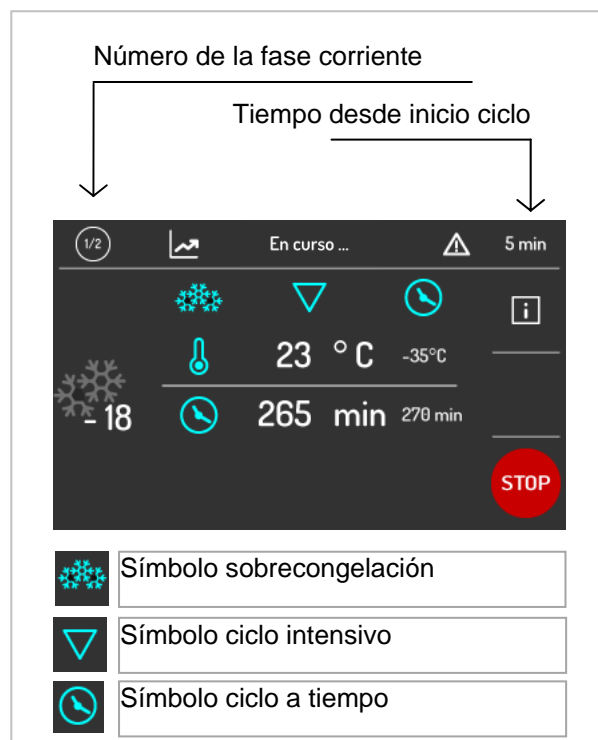 Número de la fase corriente
Tiempo desde inicio ciclo
1/2 En curso ... 5 min
i
23 °C -35°C
-18 265 min 270 min
STOP
Símbolo sobrecongelación
Símbolo ciclo intensivo
Símbolo ciclo a tiempo